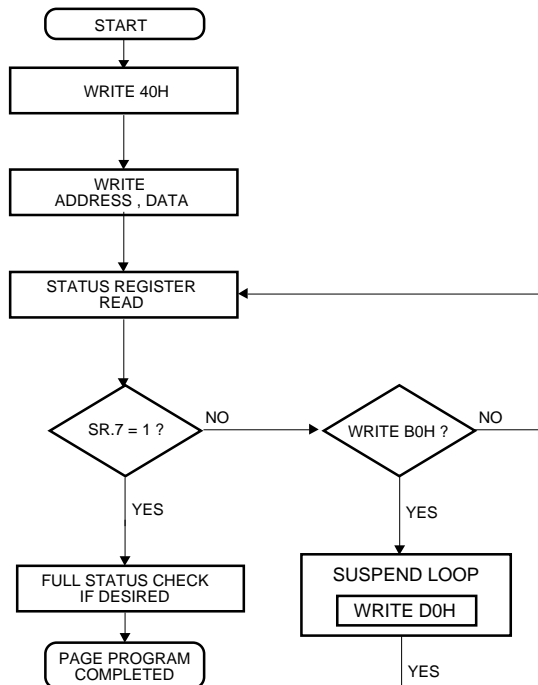 START
WRITE 40H
WRITE
ADDRESS , DATA
STATUS REGISTER
READ
SR.7 = 1 ?
NO
WRITE B0H ?
NO
YES
YES
FULL STATUS CHECK
IF DESIRED
SUSPEND LOOP
WRITE D0H
PAGE PROGRAM
COMPLETED
YES